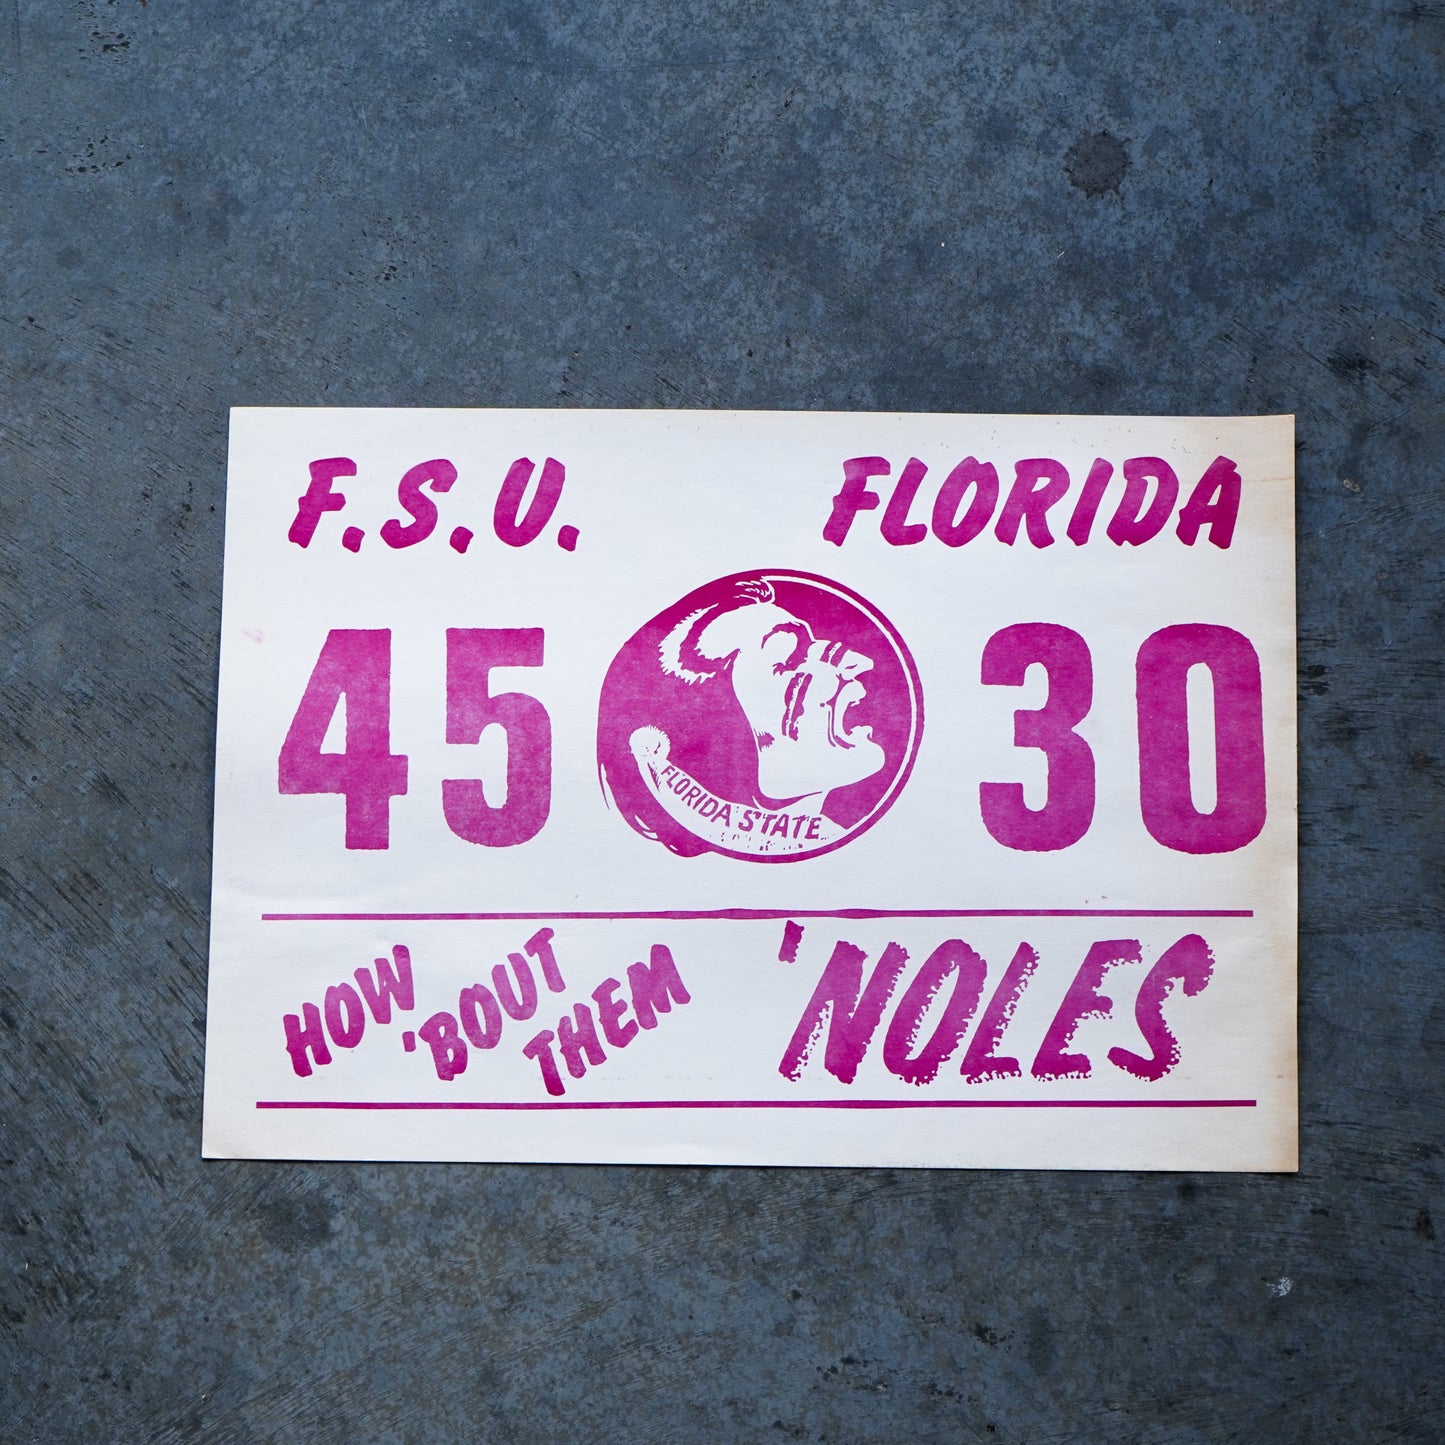 F.S.U. FLORIDA
45 30
FLORIDA STATE
HOW
'BOUT
THEM
'NOLES